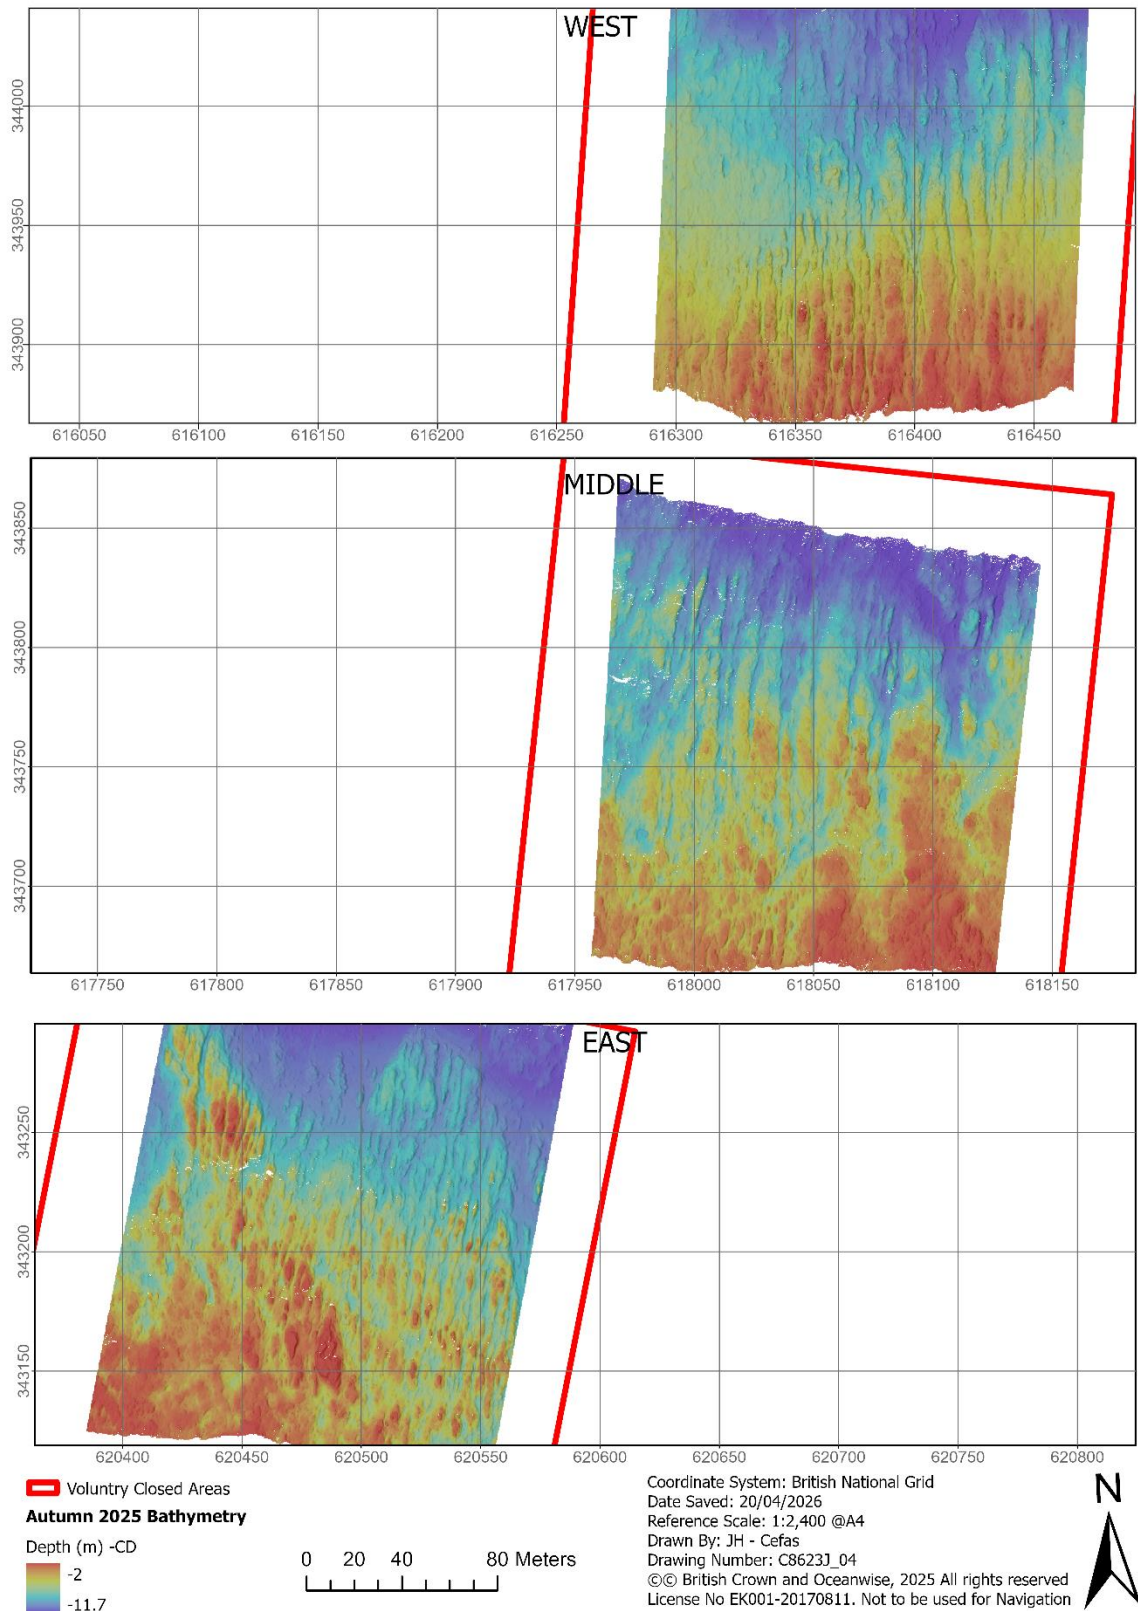 WEST
344000
343950
343900
616050 616100 616150 616200 616250 616300 616350 616400 616450
MIDDLE
343850
343800
343750
343700
617750 617800 617850 617900 617950 618000 618050 618100 618150
EAST
343250
343200
343150
620400 620450 620500 620550 620600 620650 620700 620750 620800
Voluntry Closed Areas
Autumn 2025 Bathymetry
Depth (m) -CD
-2
-11.7
0 20 40 80 Meters
Coordinate System: British National Grid
Date Saved: 20/04/2026
Reference Scale: 1:2,400 @A4
Drawn By: JH - Cefas
Drawing Number: C8623J_04
©© British Crown and Oceanwise, 2025 All rights reserved
License No EK001-20170811. Not to be used for Navigation
N